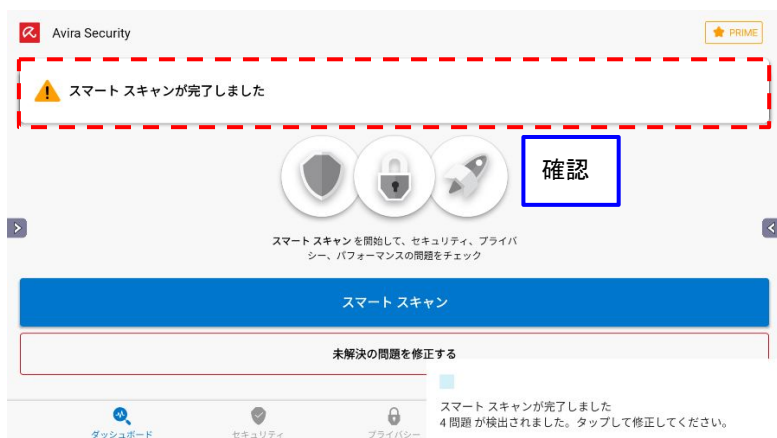 Avira Security
PRIME
スマート スキャンが完了しました
確認
スマート スキャン を開始して、セキュリティ、プライバ
シー、パフォーマンスの問題をチェック
スマート スキャン
未解決の問題を修正する
スマート スキャンが完了しました
4 問題 が検出されました。タップして修正してください。
ダッシュボード
セキュリティ
プライバシー